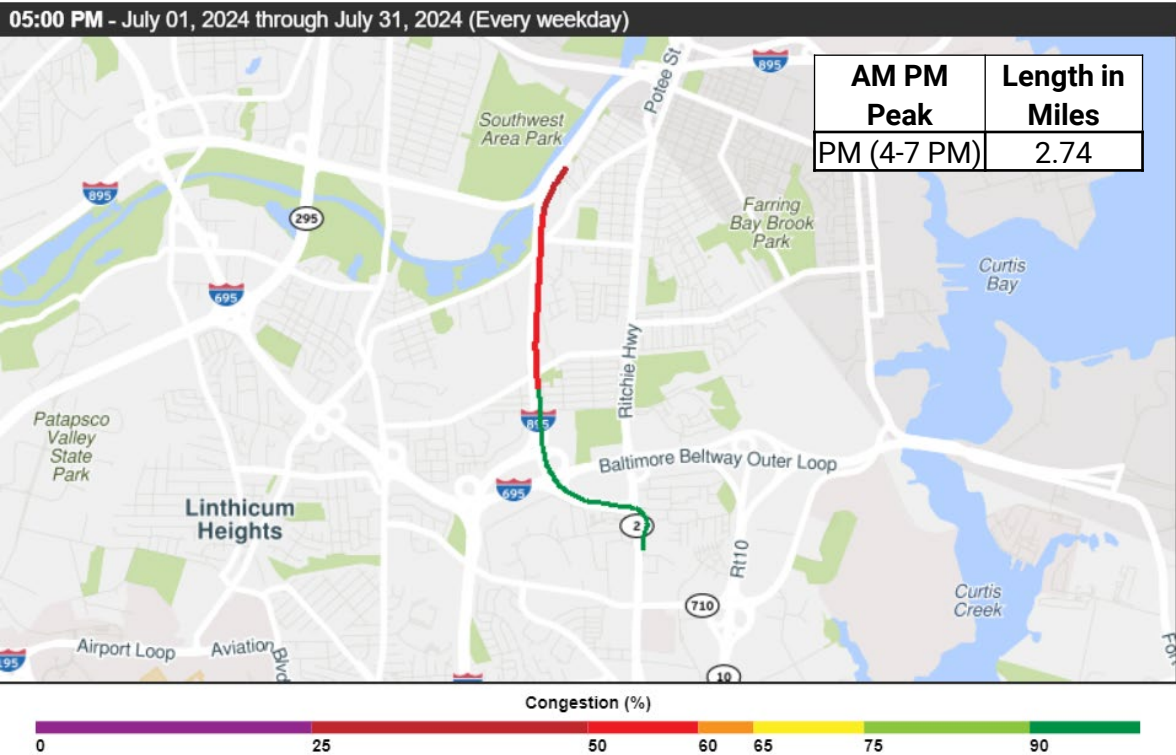 05:00 PM - July 01, 2024 through July 31, 2024 (Every weekday)
895
Potee St
AM PM
Peak
Length in
Miles
PM (4-7 PM)
2.74
Southwest
Area Park
895
295
Farring
Bay Brook
Park
Curtis
Bay
695
Ritchie Hwy
Patapsco
Valley
State
Park
895
Baltimore Beltway Outer Loop
695
Linthicum
Heights
2
Rt10
710
Curtis
Creek
Airport Loop
Aviation Blvd
195
10
Congestion (%)
0
25
50
60
65
75
90